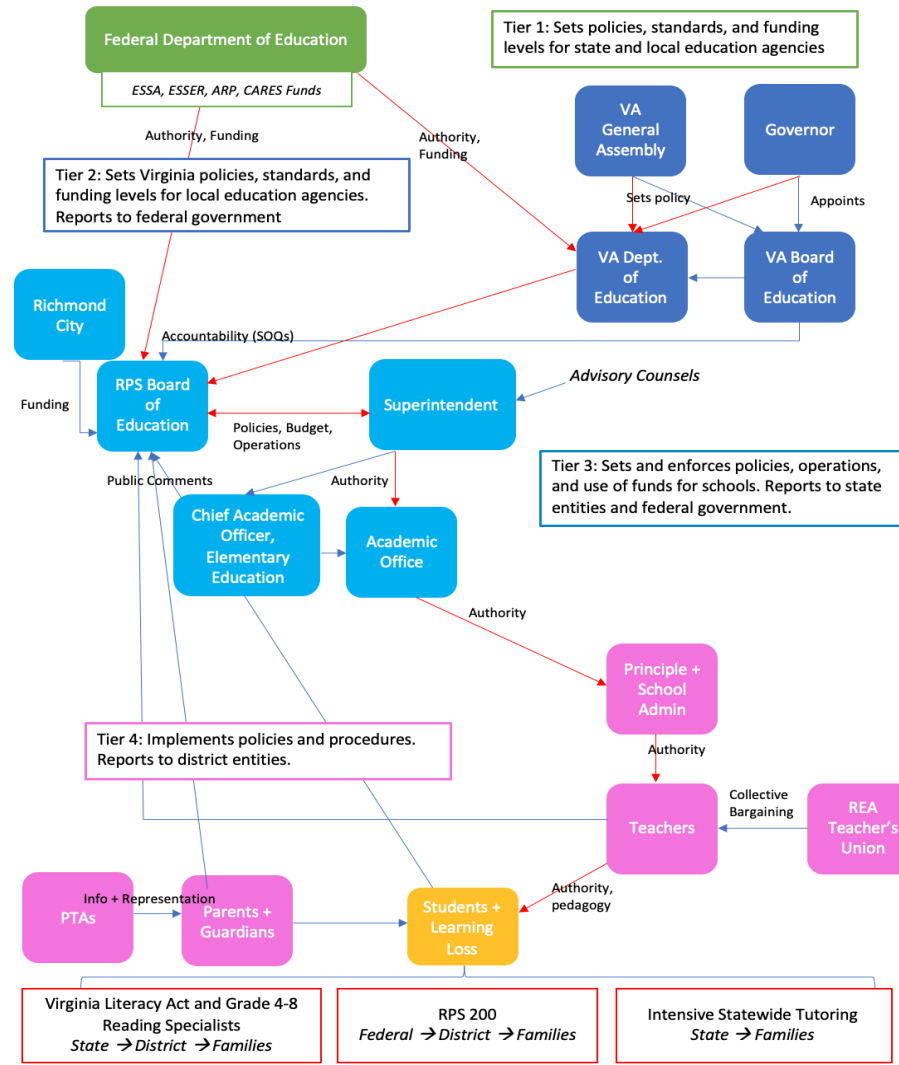 Federal Department of Education
ESSA, ESSER, ARP, CARES Funds
Tier 1: Sets policies, standards, and funding
levels for state and local education agencies
VA
General
Assembly
Governor
Authority, Funding
Authority,
Funding
Tier 2: Sets Virginia policies, standards, and
funding levels for local education agencies.
Reports to federal government
Sets policy
Appoints
VA Dept.
of
Education
VA Board
of
Education
Richmond
City
Accountability (SOQs)
RPS Board
of
Education
Funding
Superintendent
Advisory Counsels
Policies, Budget,
Operations
Public Comments
Authority
Tier 3: Sets and enforces policies, operations,
and use of funds for schools. Reports to state
entities and federal government.
Chief Academic
Officer,
Elementary
Education
Academic
Office
Authority
Principle +
School
Admin
Tier 4: Implements policies and procedures.
Reports to district entities.
Authority
Teachers
Collective
Bargaining
REA
Teacher's
Union
PTAs
Info + Representation
Parents +
Guardians
Students +
Learning
Loss
Authority,
pedagogy
Virginia Literacy Act and Grade 4-8
Reading Specialists
State → District → Families
RPS 200
Federal → District → Families
Intensive Statewide Tutoring
State → Families